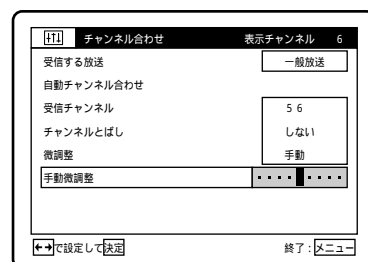 チャンネル合わせ 表示チャンネル 6
受信する放送 一般放送
自動チャンネル合わせ
受信チャンネル 56
チャンネルとばし しない
微調整 手動
手動微調整
←→で設定して決定 終了:メニュー